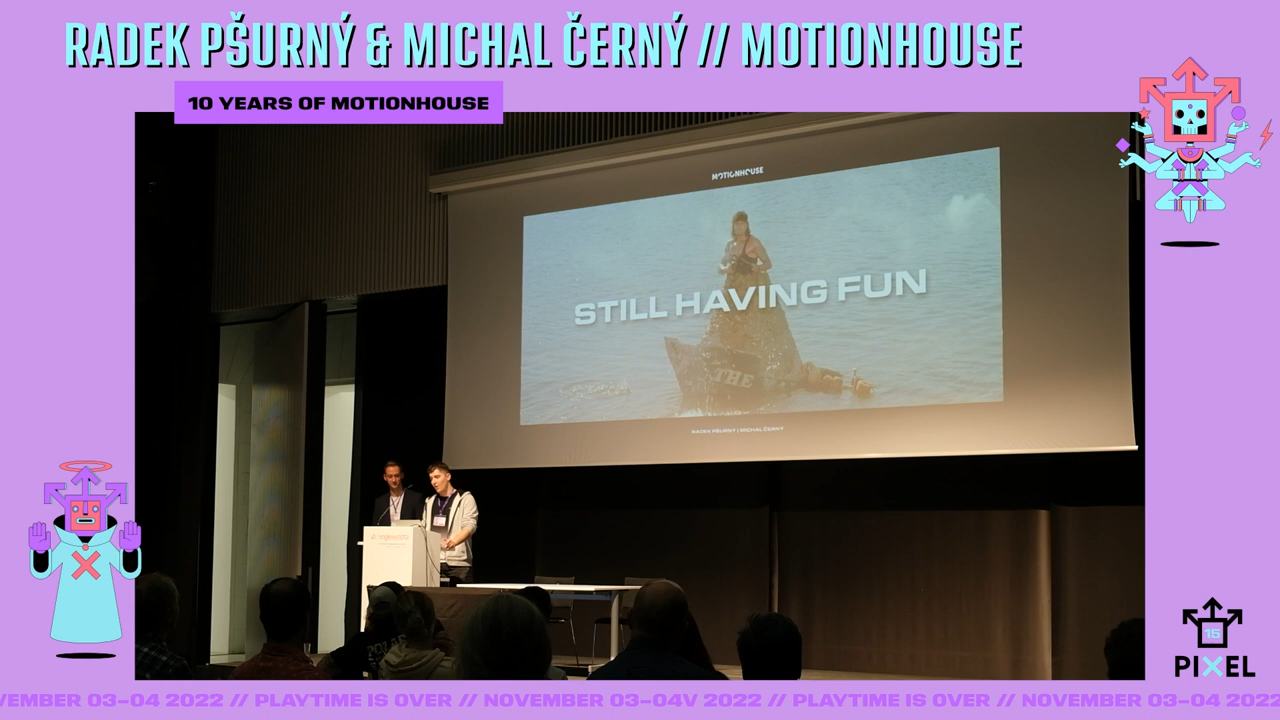 RADEK PŠURNÝ & MICHAL ČERNÝ // MOTIONHOUSE
10 YEARS OF MOTIONHOUSE
MOTIONHOUSE
STILL HAVING FUN
THE
RADEK PŠURNÝ | MICHAL ČERNÝ
15
PIXEL
VEMBER 03-04 2022 // PLAYTIME IS OVER // NOVEMBER 03-04V 2022 // PLAYTIME IS OVER // NOVEMBER 03-04 2022